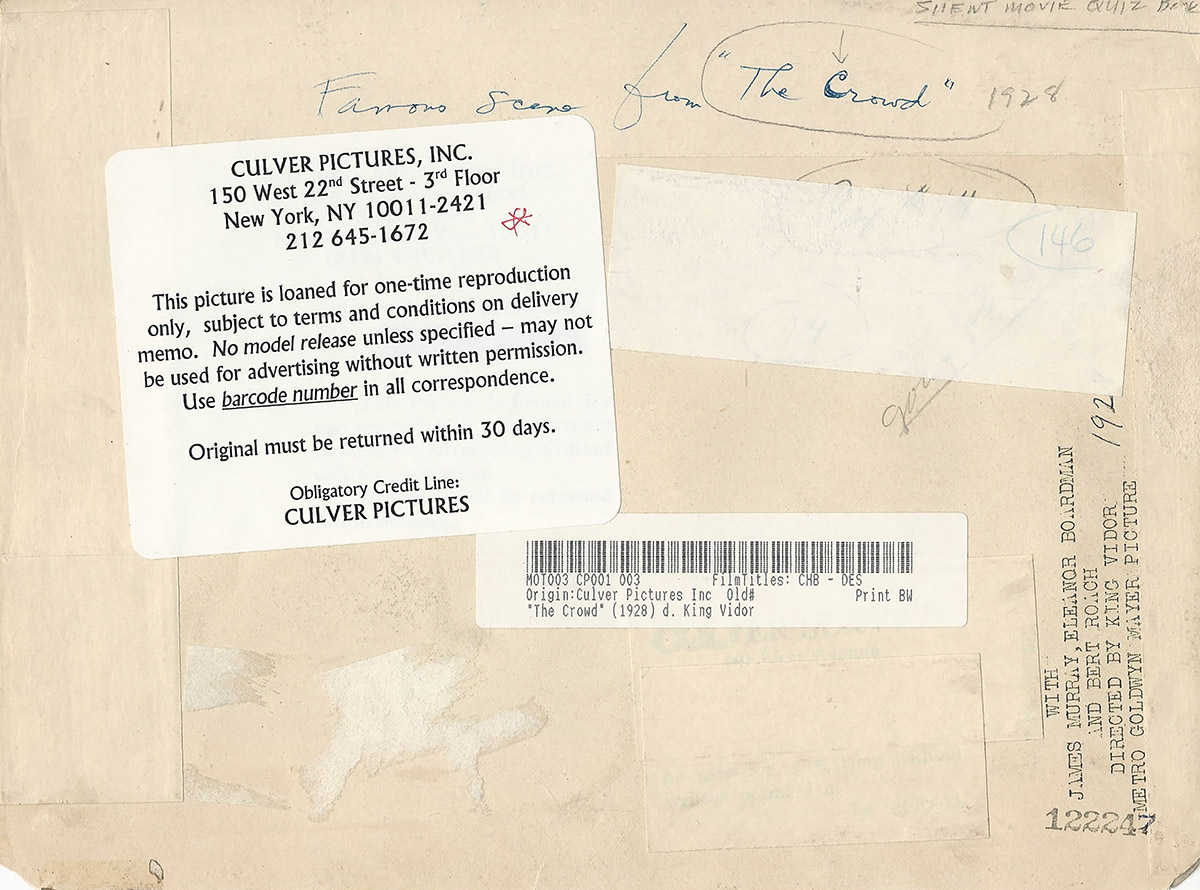 SILENT MOVIE QUIZ Book
Famous Scene from "The Crowd" 1928
CULVER PICTURES, INC.
150 West 22nd Street - 3rd Floor
New York, NY 10011-2421
212 645-1672
This picture is loaned for one-time reproduction
only, subject to terms and conditions on delivery
memo. No model release unless specified – may not
be used for advertising without written permission.
Use barcode number in all correspondence.
Original must be returned within 30 days.
Obligatory Credit Line:
CULVER PICTURES
146
MOT003 CP001 003 FilmTitles: CHB - DES
Origin:Culver Pictures Inc Old# Print BW
"The Crowd" (1928) d. King Vidor
WITH
JAMES MURRAY, ELEANOR BOARDMAN
AND BERT ROACH
DIRECTED BY KING VIDOR
METRO GOLDWYN MAYER PICTURE
122247